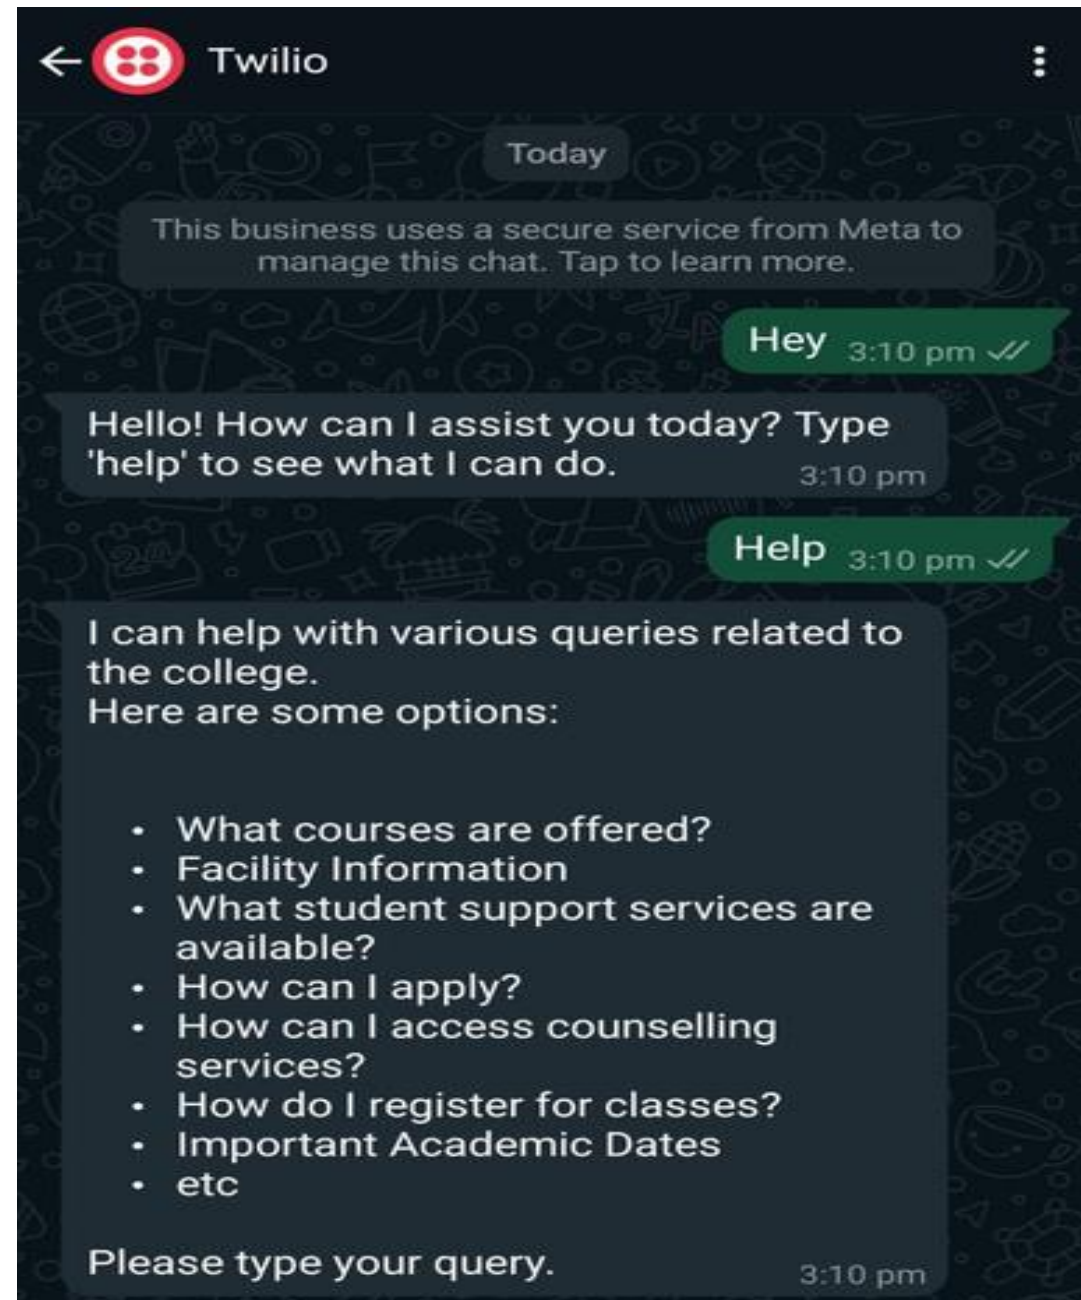 Twilio
Today
This business uses a secure service from Meta to
manage this chat. Tap to learn more.
Hey 3:10 pm
Hello! How can I assist you today? Type
'help' to see what I can do.
3:10 pm
Help 3:10 pm
I can help with various queries related to
the college.
Here are some options:
• What courses are offered?
• Facility Information
• What student support services are
available?
• How can I apply?
• How can I access counselling
services?
• How do I register for classes?
• Important Academic Dates
• etc
Please type your query.
3:10 pm